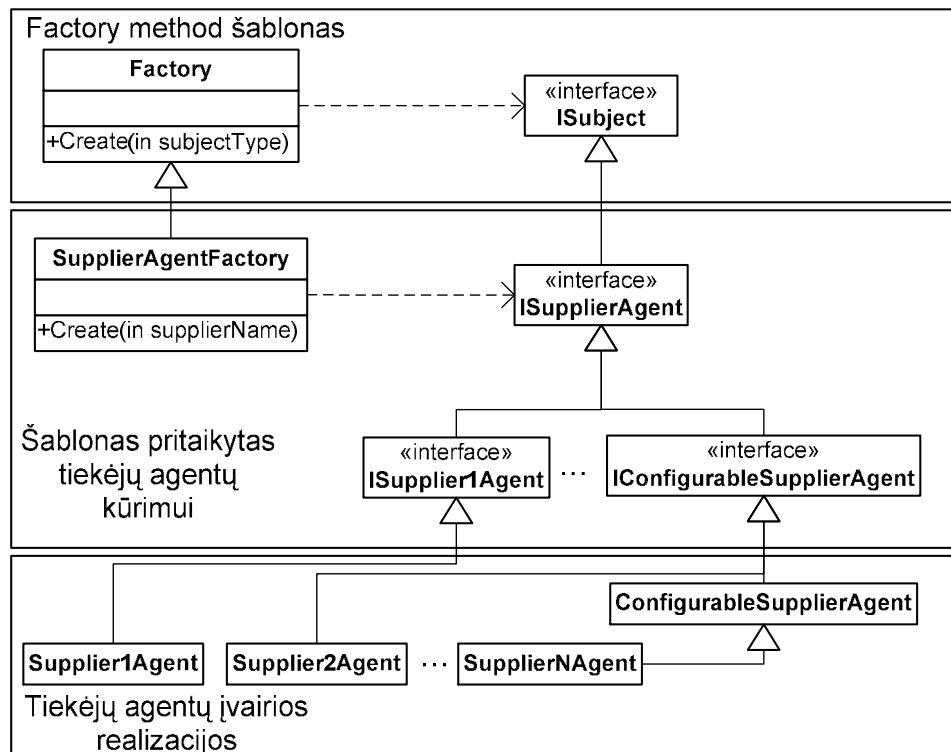 Factory method šablonas
Factory
+Create(in subjectType)
«interface»
ISubject
SupplierAgentFactory
+Create(in supplierName)
«interface»
ISupplierAgent
Šablonas pritaikytas
tiekėjų agentų
kūrimui
«interface»
ISupplier1Agent
...
«interface»
IConfigurableSupplierAgent
ConfigurableSupplierAgent
Supplier1Agent
Supplier2Agent
...
SupplierNAgent
Tiekėjų agentų įvairios
realizacijos